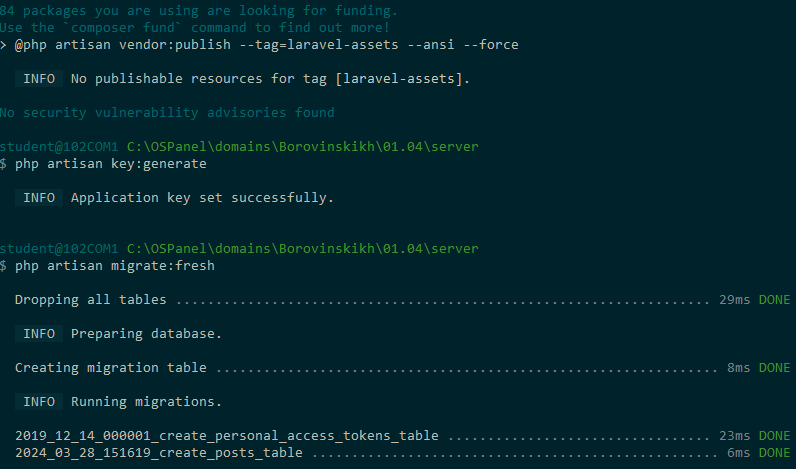 84 packages you are using are looking for funding.
Use the `composer fund` command to find out more!
> @php artisan vendor:publish --tag=laravel-assets --ansi --force
INFO No publishable resources for tag [laravel-assets].
No security vulnerability advisories found
student@102COM1 C:\OSPanel\domains\Borovinskikh\01.04\server
$ php artisan key:generate
INFO Application key set successfully.
student@102COM1 C:\OSPanel\domains\Borovinskikh\01.04\server
$ php artisan migrate:fresh
Dropping all tables ................................................................... 29ms DONE
INFO Preparing database.
Creating migration table ............................................................... 8ms DONE
INFO Running migrations.
2019_12_14_000001_create_personal_access_tokens_table ................................. 23ms DONE
2024_03_28_151619_create_posts_table ................................................... 6ms DONE